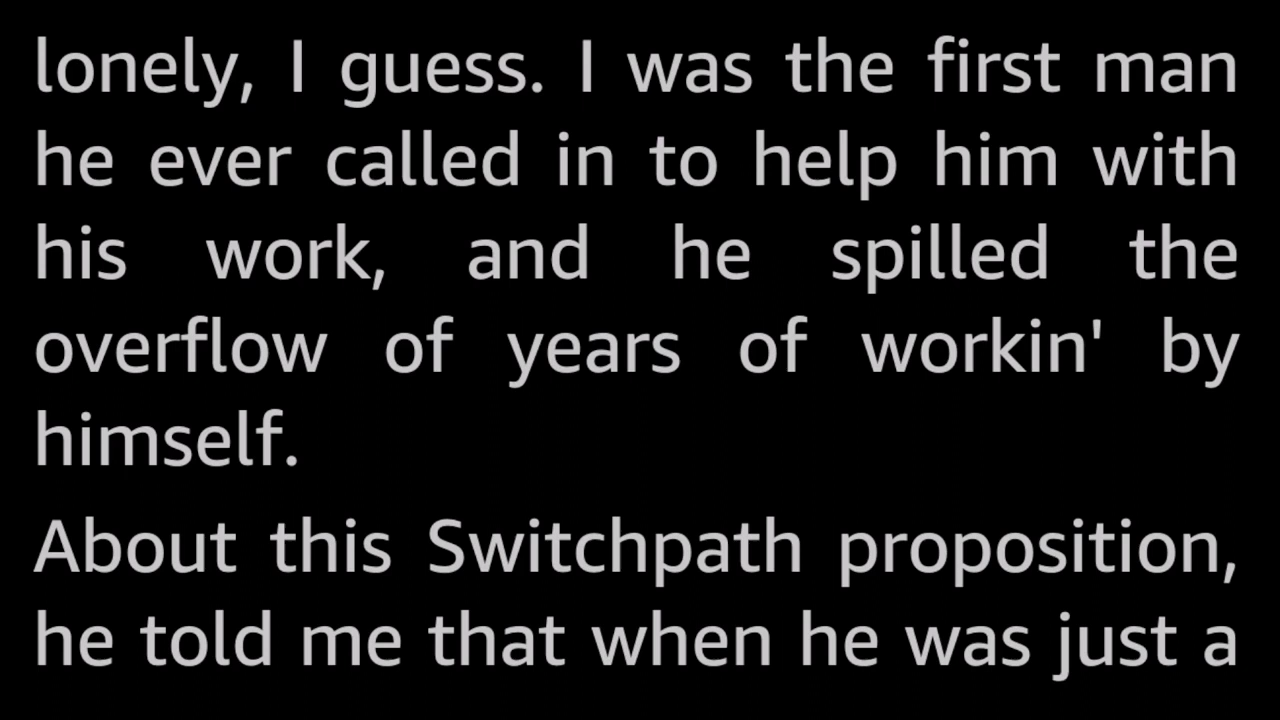 lonely, I guess. I was the first man
he ever called in to help him with
his work, and he spilled the
overflow of years of workin' by
himself.
About this Switchpath proposition,
he told me that when he was just a